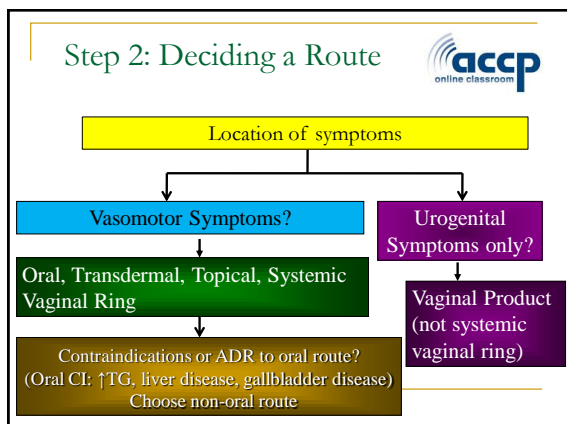 Step 2: Deciding a Route
accp
online classroom
Location of symptoms
Vasomotor Symptoms?
Urogenital
Symptoms only?
Oral, Transdermal, Topical, Systemic
Vaginal Ring
Vaginal Product
(not systemic
vaginal ring)
Contraindications or ADR to oral route?
(Oral CI: ↑TG, liver disease, gallbladder disease)
Choose non-oral route